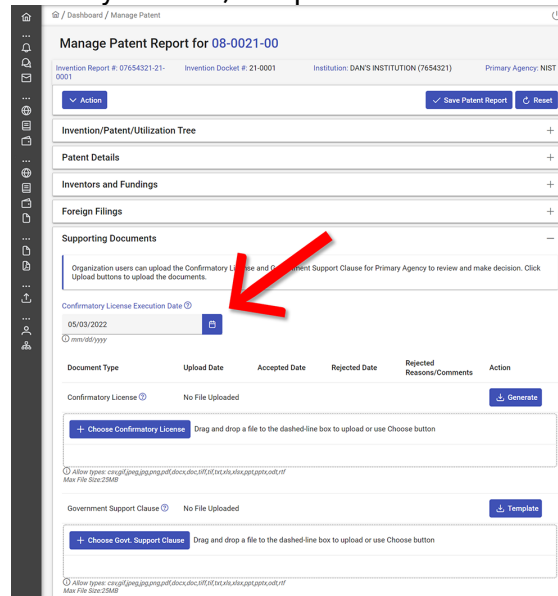 / Dashboard / Manage Patent
Manage Patent Report for 08-0021-00
Invention Report #: 07654321-21-0001 Invention Docket #: 21-0001 Institution: DAN'S INSTITUTION (7654321) Primary Agency: NIST
Action Save Patent Report Reset
Invention/Patent/Utilization Tree
Patent Details
Inventors and Fundings
Foreign Filings
Supporting Documents
Organization users can upload the Confirmatory License and Government Support Clause for Primary Agency to review and make decision. Click
Upload buttons to upload the documents.
Confirmatory License Execution Date
05/03/2022
mm/dd/yyyy
Document Type Upload Date Accepted Date Rejected Date Rejected Reasons/Comments Action
Confirmatory License No File Uploaded Generate
+ Choose Confirmatory License Drag and drop a file to the dashed-line box to upload or use Choose button
Allow types: csv,gif,jpeg,jpg,png,pdf,docx,doc,tiff,tif,txt,xls,xlsx,ppt,pptx,odt,rtf
Max File Size:25MB
Government Support Clause No File Uploaded Template
+ Choose Govt. Support Clause Drag and drop a file to the dashed-line box to upload or use Choose button
Allow types: csv,gif,jpeg,jpg,png,pdf,docx,doc,tiff,tif,txt,xls,xlsx,ppt,pptx,odt,rtf
Max File Size:25MB